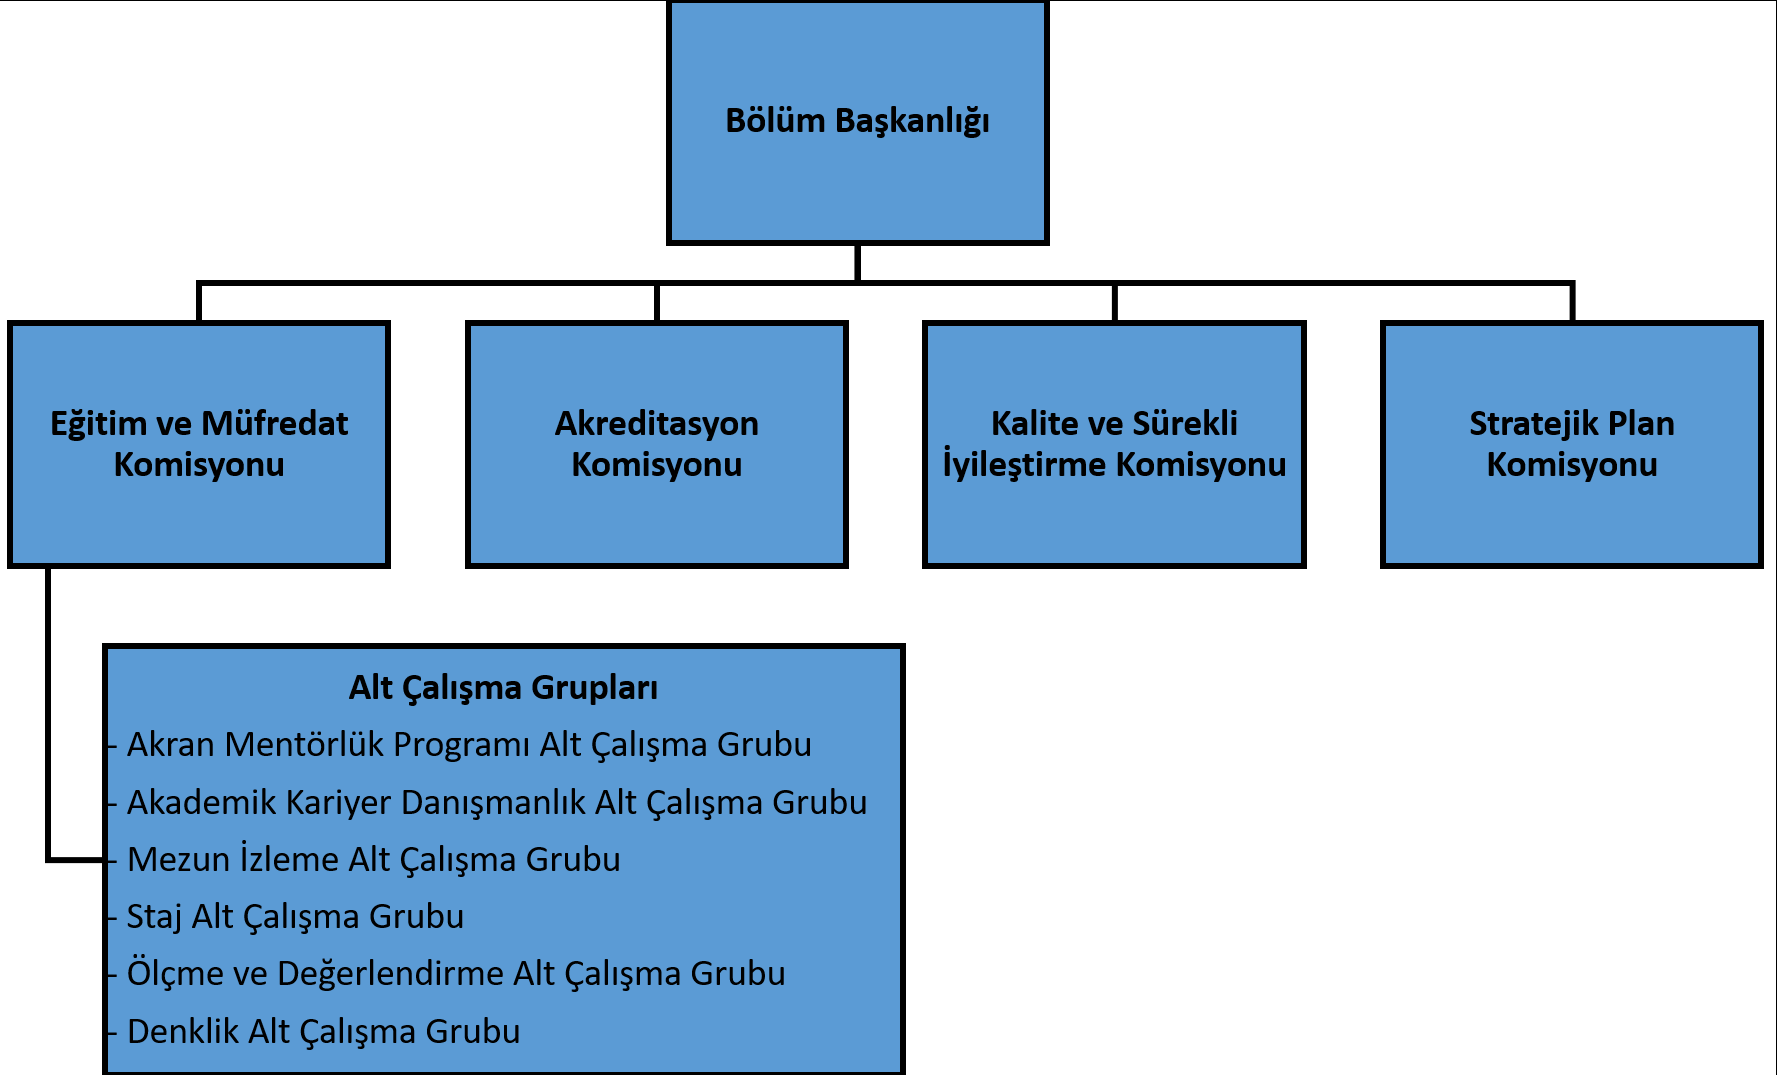 Bölüm Başkanlığı
Eğitim ve Müfredat
Komisyonu
Akreditasyon
Komisyonu
Kalite ve Sürekli
İyileştirme Komisyonu
Stratejik Plan
Komisyonu
Alt Çalışma Grupları
- Akran Mentörlük Programı Alt Çalışma Grubu
- Akademik Kariyer Danışmanlık Alt Çalışma Grubu
- Mezun İzleme Alt Çalışma Grubu
- Staj Alt Çalışma Grubu
- Ölçme ve Değerlendirme Alt Çalışma Grubu
- Denklik Alt Çalışma Grubu